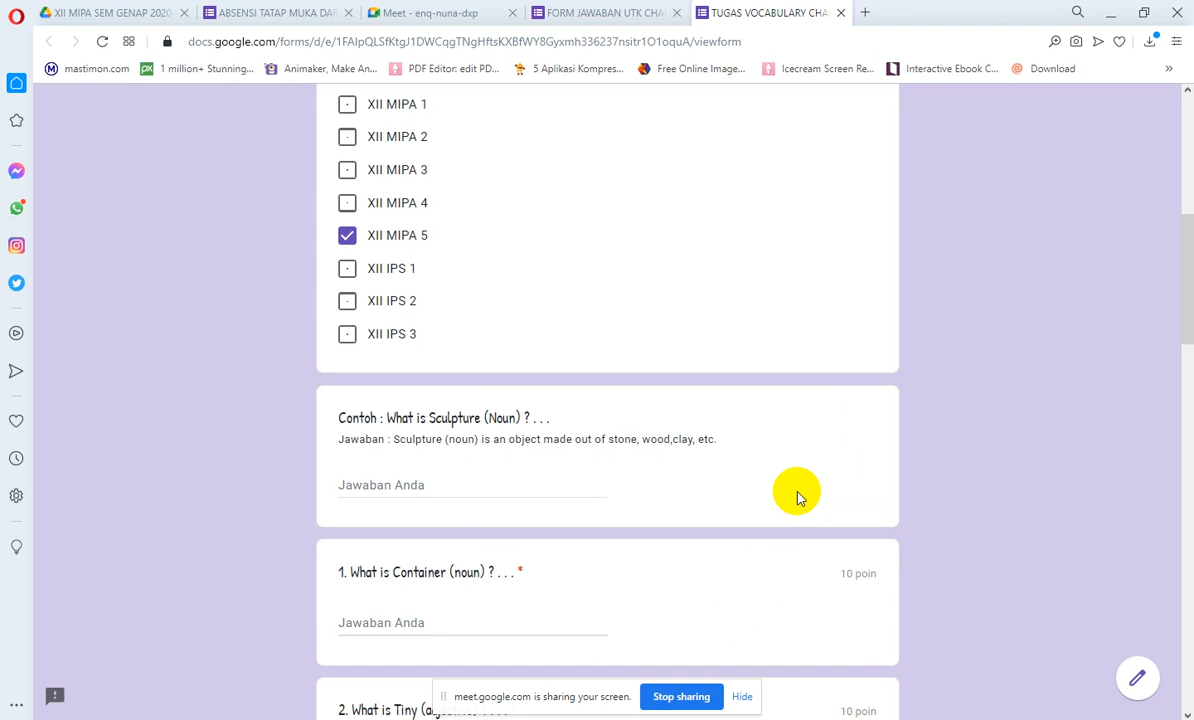 XII MIPA SEM GENAP 2020
ABSENSI TATAP MUKA DAR
Meet - enq-nuna-dxp
FORM JAWABAN UTK CHA
TUGAS VOCABULARY CHA
docs.google.com/forms/d/e/1FAIpQLSfKtgJ1DWCqgTNgHftsKXBfWY8Gyxmh336237nsitr1O1oquA/viewform
mastimon.com
1 million+ Stunning...
Animaker, Make An...
PDF Editor: edit PD...
5 Aplikasi Kompres...
Free Online Image...
Icecream Screen Re...
Interactive Ebook C...
Download
XII MIPA 1
XII MIPA 2
XII MIPA 3
XII MIPA 4
XII MIPA 5
XII IPS 1
XII IPS 2
XII IPS 3
Contoh : What is Sculpture (Noun) ? . . .
Jawaban : Sculpture (noun) is an object made out of stone, wood,clay, etc.
Jawaban Anda
1. What is Container (noun) ? . . . *
10 poin
Jawaban Anda
2. What is Tiny
10 poin
meet.google.com is sharing your screen.
Stop sharing
Hide